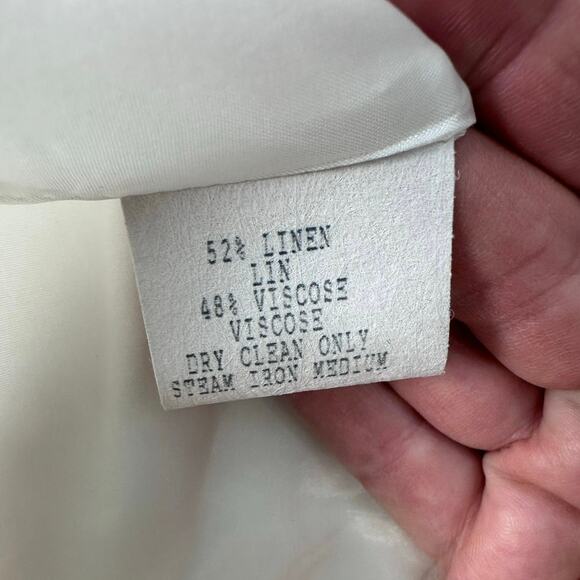 52% LINEN
LIN
48% VISCOSE
VISCOSE
DRY CLEAN ONLY
STEAM IRON MEDIUM